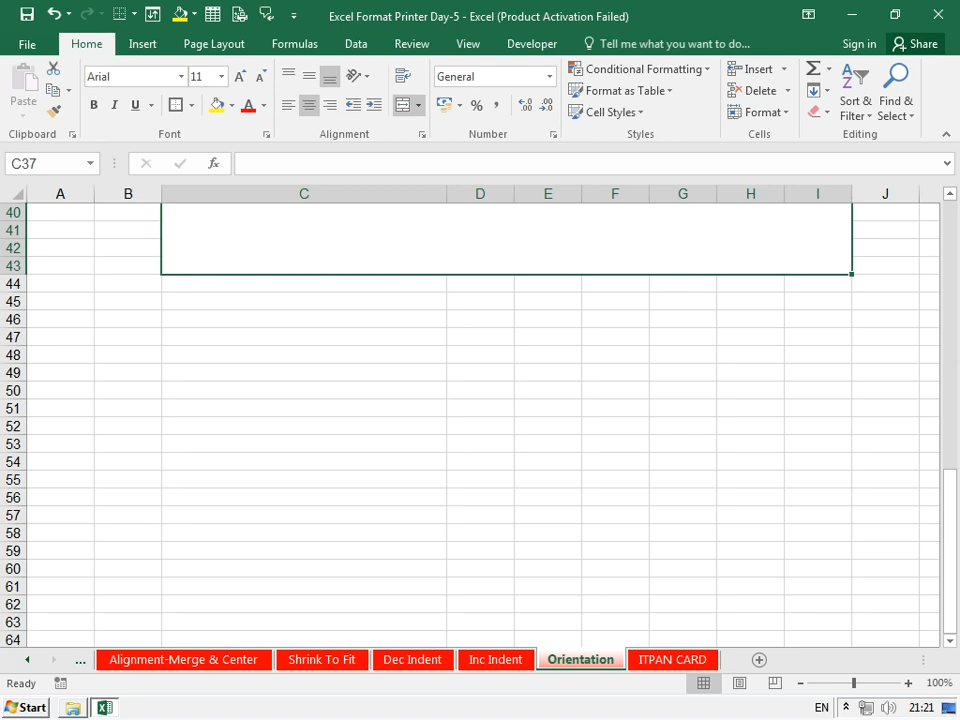 Excel Format Printer Day-5 - Excel (Product Activation Failed)
File Home Insert Page Layout Formulas Data Review View Developer Tell me what you want to do... Sign in Share
Paste
Clipboard
Arial 11
B I U
Font
Alignment
General
% ,
Number
Conditional Formatting
Format as Table
Cell Styles
Styles
Insert
Delete
Format
Cells
Sort & Filter
Find & Select
Editing
C37
fx
A B C D E F G H I J
40
41
42
43
44
45
46
47
48
49
50
51
52
53
54
55
56
57
58
59
60
61
62
63
64
... Alignment-Merge & Center Shrink To Fit Dec Indent Inc Indent Orientation ITPAN CARD
Ready 100%
Start EN 21:21